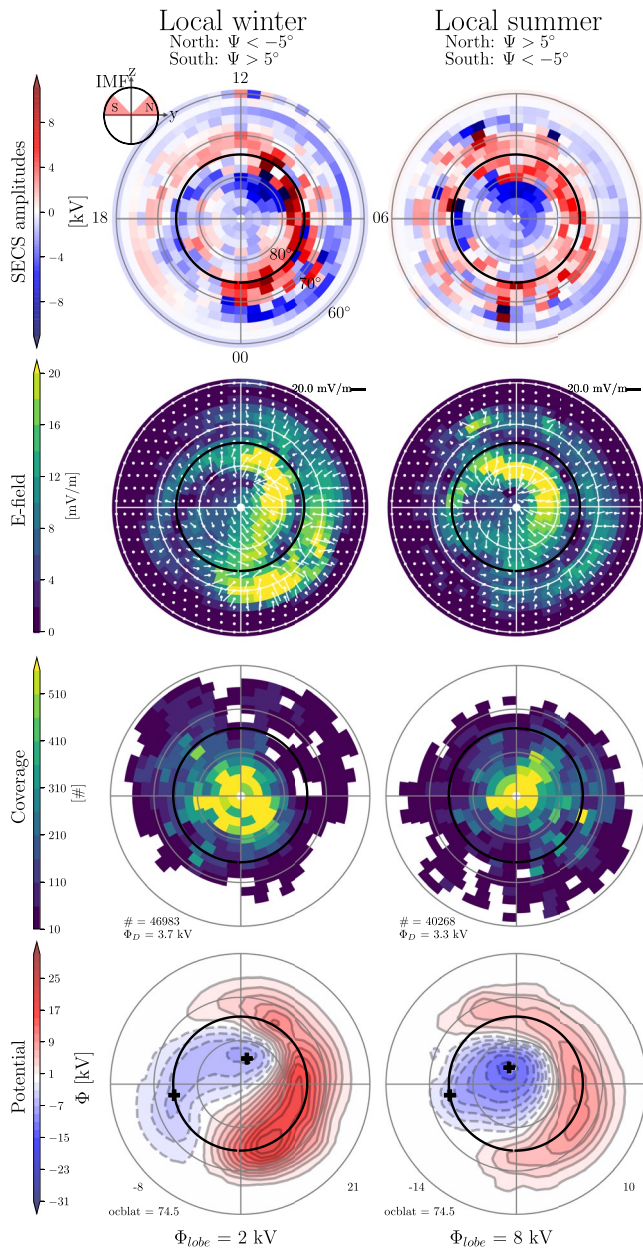 Local winter
North: Ψ < −5°
South: Ψ > 5°
Local summer
North: Ψ > 5°
South: Ψ < −5°
IMF
z
S
N
y
12
18
06
00
80°
70°
60°
SECS amplitudes
[kV]
8
4
0
−4
−8
E-field
[mV/m]
20
16
12
8
4
0
20.0 mV/m
20.0 mV/m
Coverage
[#]
510
410
310
210
110
10
# = 46983
Φ_D = 3.7 kV
# = 40268
Φ_D = 3.3 kV
Potential
Φ [kV]
25
17
9
1
-7
-15
-23
-31
-8
21
ocblat = 74.5
-14
10
ocblat = 74.5
Φ_lobe = 2 kV
Φ_lobe = 8 kV